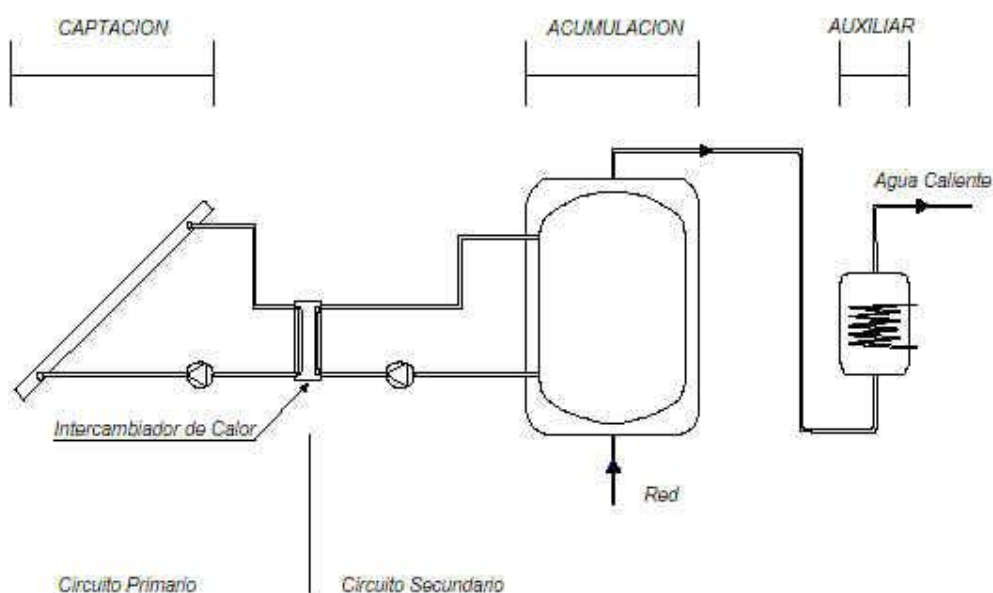 CAPTACION
ACUMULACION
AUXILIAR
Agua Caliente
Intercambiador de Calor
Red
Circuito Primario
Circuito Secundario